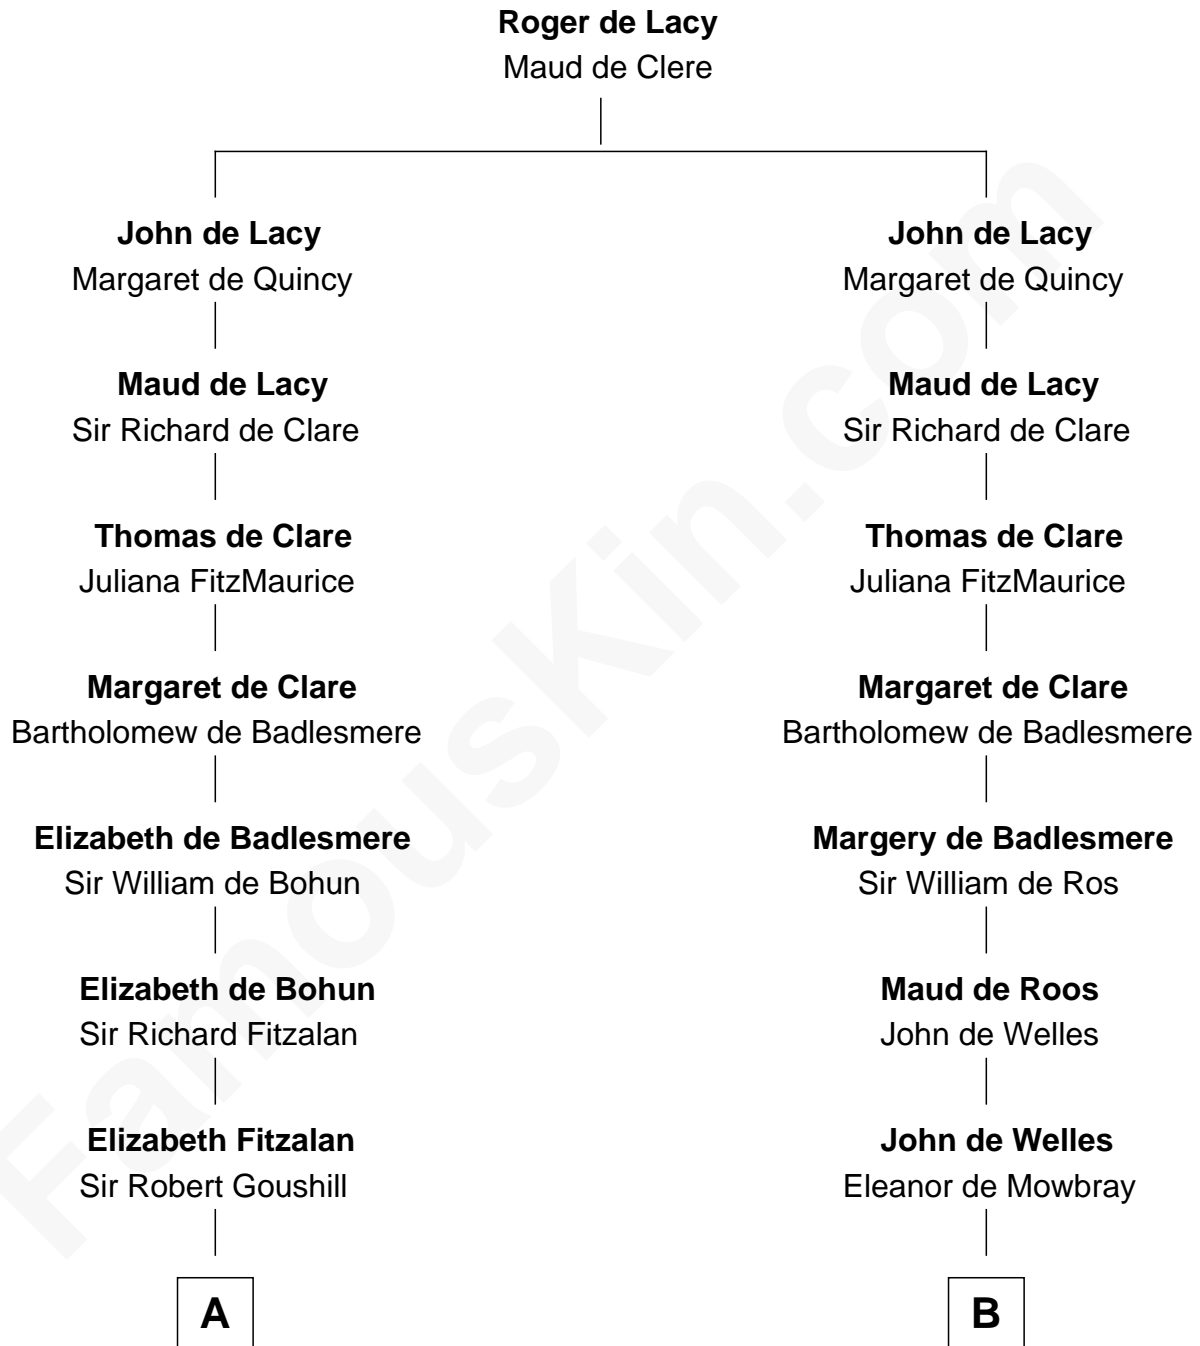 Roger de Lacy
Maud de Clere
John de Lacy
Margaret de Quincy
John de Lacy
Margaret de Quincy
Maud de Lacy
Sir Richard de Clare
Maud de Lacy
Sir Richard de Clare
Thomas de Clare
Juliana FitzMaurice
Thomas de Clare
Juliana FitzMaurice
Margaret de Clare
Bartholomew de Badlesmere
Margaret de Clare
Bartholomew de Badlesmere
Elizabeth de Badlesmere
Sir William de Bohun
Margery de Badlesmere
Sir William de Ros
Elizabeth de Bohun
Sir Richard Fitzalan
Maud de Roos
John de Welles
Elizabeth Fitzalan
Sir Robert Goushill
John de Welles
Eleanor de Mowbray
A
B
FamousKin.com